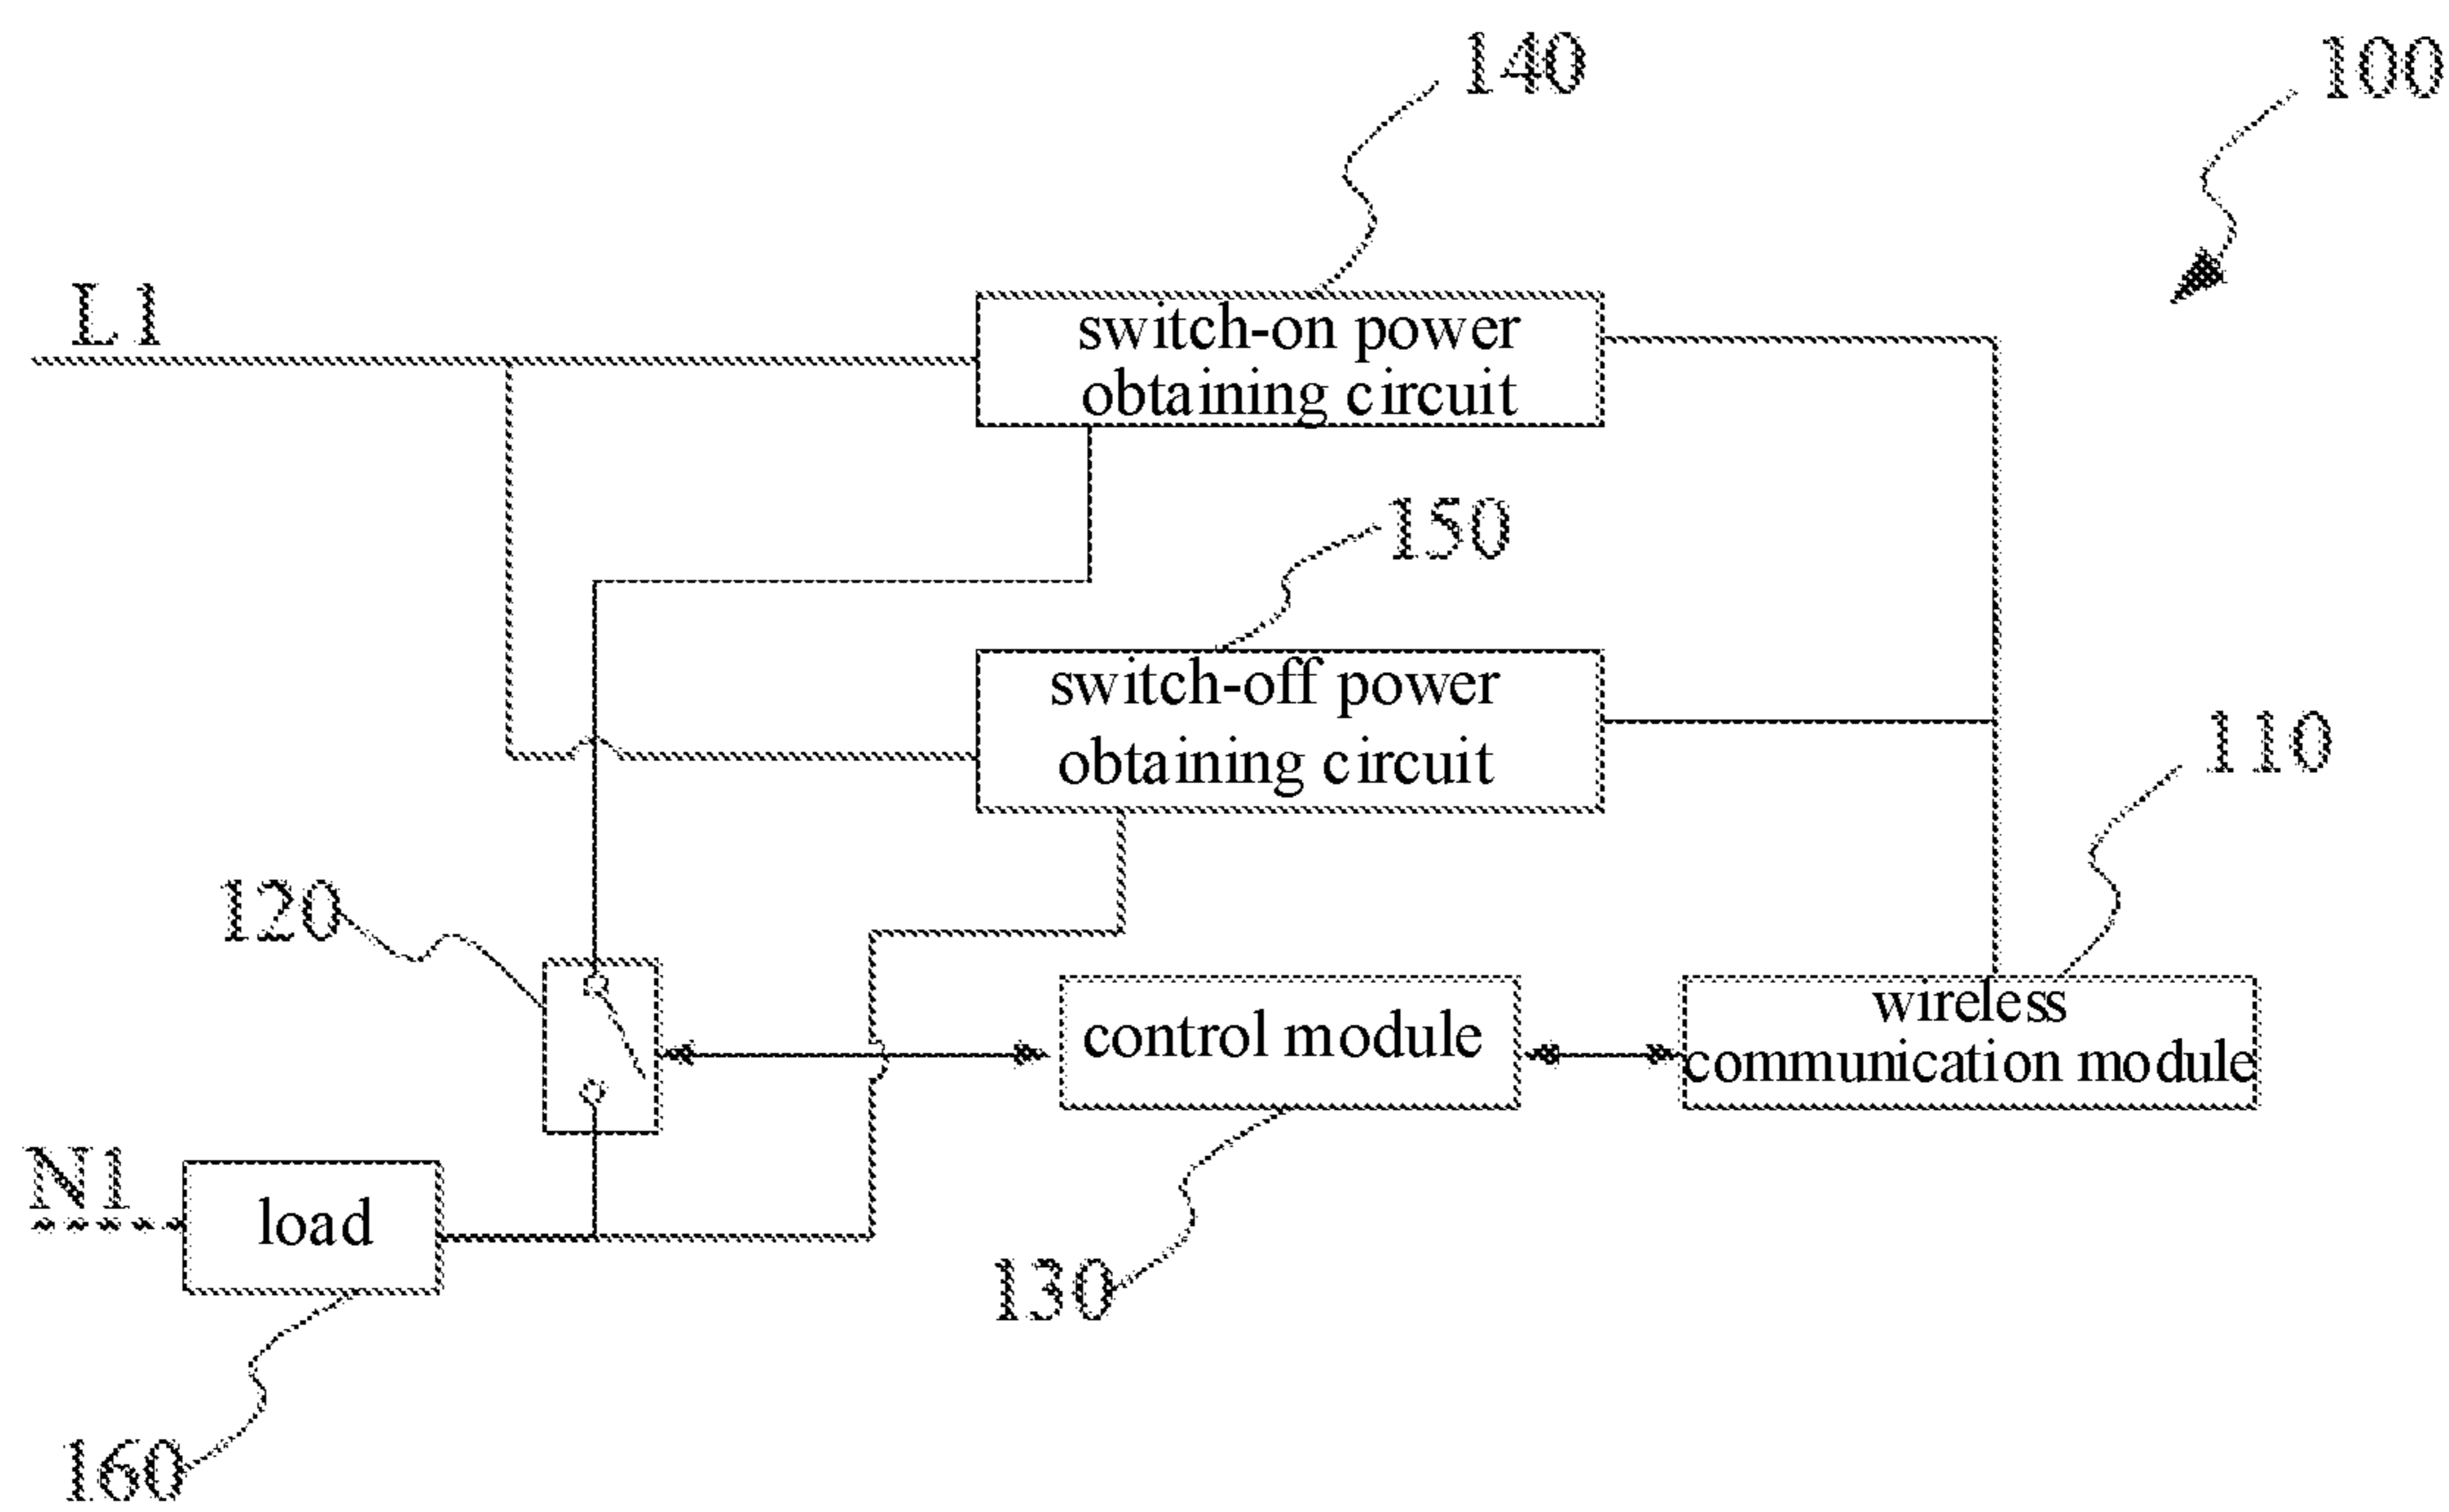 140
100
L1
switch-on power
obtaining circuit
150
switch-off power
obtaining circuit
110
120
control module
wireless
communication module
N1
load
130
160